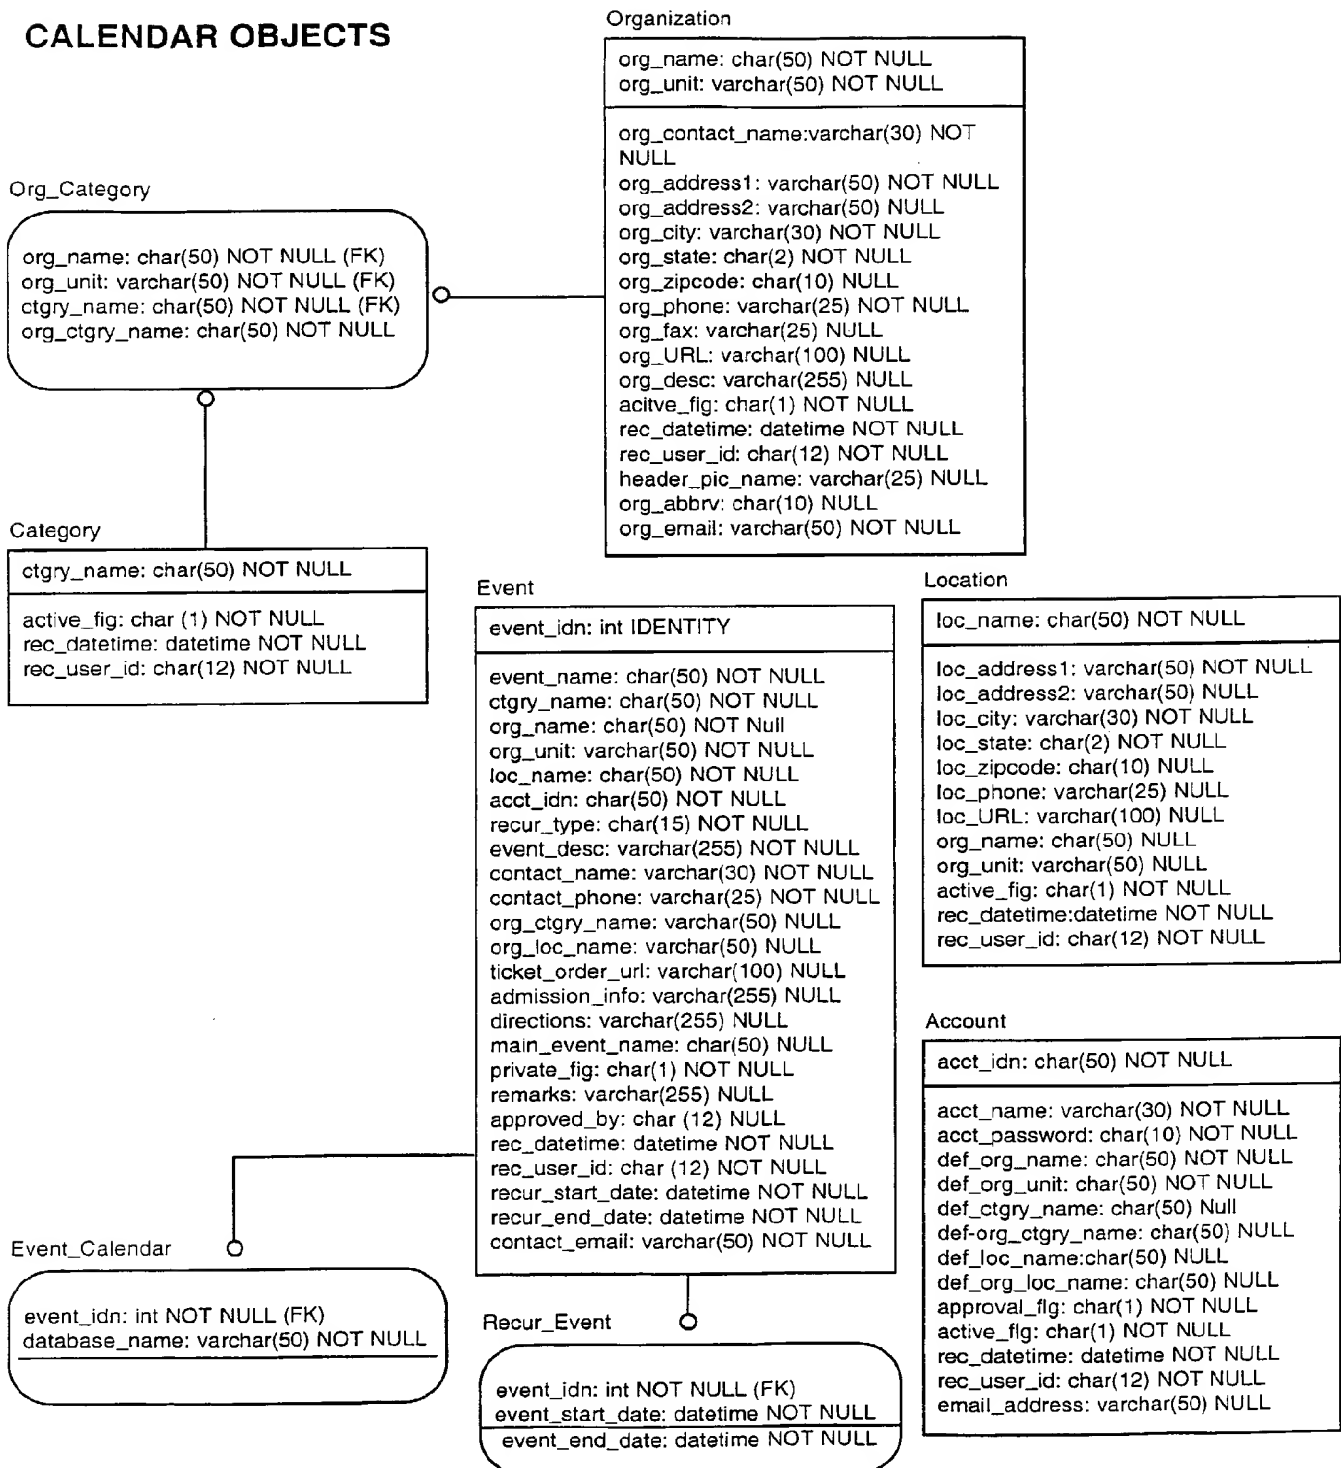 CALENDAR OBJECTS
Organization
org_name: char(50) NOT NULL
org_unit: varchar(50) NOT NULL
org_contact_name:varchar(30) NOT
NULL
org_address1: varchar(50) NOT NULL
org_address2: varchar(50) NULL
org_city: varchar(30) NOT NULL
org_state: char(2) NOT NULL
org_zipcode: char(10) NULL
org_phone: varchar(25) NOT NULL
org_fax: varchar(25) NULL
org_URL: varchar(100) NULL
org_desc: varchar(255) NULL
acitve_fig: char(1) NOT NULL
rec_datetime: datetime NOT NULL
rec_user_id: char(12) NOT NULL
header_pic_name: varchar(25) NULL
org_abbrv: char(10) NULL
org_email: varchar(50) NOT NULL
Org_Category
org_name: char(50) NOT NULL (FK)
org_unit: varchar(50) NOT NULL (FK)
ctgry_name: char(50) NOT NULL (FK)
org_ctgry_name: char(50) NOT NULL
Category
ctgry_name: char(50) NOT NULL
active_fig: char (1) NOT NULL
rec_datetime: datetime NOT NULL
rec_user_id: char(12) NOT NULL
Event
event_idn: int IDENTITY
event_name: char(50) NOT NULL
ctgry_name: char(50) NOT NULL
org_name: char(50) NOT Null
org_unit: varchar(50) NOT NULL
loc_name: char(50) NOT NULL
acct_idn: char(50) NOT NULL
recur_type: char(15) NOT NULL
event_desc: varchar(255) NOT NULL
contact_name: varchar(30) NOT NULL
contact_phone: varchar(25) NOT NULL
org_ctgry_name: varchar(50) NULL
org_loc_name: varchar(50) NULL
ticket_order_url: varchar(100) NULL
admission_info: varchar(255) NULL
directions: varchar(255) NULL
main_event_name: char(50) NULL
private_fig: char(1) NOT NULL
remarks: varchar(255) NULL
approved_by: char (12) NULL
rec_datetime: datetime NOT NULL
rec_user_id: char (12) NOT NULL
recur_start_date: datetime NOT NULL
recur_end_date: datetime NOT NULL
contact_email: varchar(50) NOT NULL
Location
loc_name: char(50) NOT NULL
loc_address1: varchar(50) NOT NULL
loc_address2: varchar(50) NULL
loc_city: varchar(30) NOT NULL
loc_state: char(2) NOT NULL
loc_zipcode: char(10) NULL
loc_phone: varchar(25) NULL
loc_URL: varchar(100) NULL
org_name: char(50) NULL
org_unit: varchar(50) NULL
active_fig: char(1) NOT NULL
rec_datetime:datetime NOT NULL
rec_user_id: char(12) NOT NULL
Account
acct_idn: char(50) NOT NULL
acct_name: varchar(30) NOT NULL
acct_password: char(10) NOT NULL
def_org_name: char(50) NOT NULL
def_org_unit: char(50) NOT NULL
def_ctgry_name: char(50) Null
def-org_ctgry_name: char(50) NULL
def_loc_name:char(50) NULL
def_org_loc_name: char(50) NULL
approval_flg: char(1) NOT NULL
active_flg: char(1) NOT NULL
rec_datetime: datetime NOT NULL
rec_user_id: char(12) NOT NULL
email_address: varchar(50) NULL
Event_Calendar
event_idn: int NOT NULL (FK)
database_name: varchar(50) NOT NULL
Recur_Event
event_idn: int NOT NULL (FK)
event_start_date: datetime NOT NULL
event_end_date: datetime NOT NULL